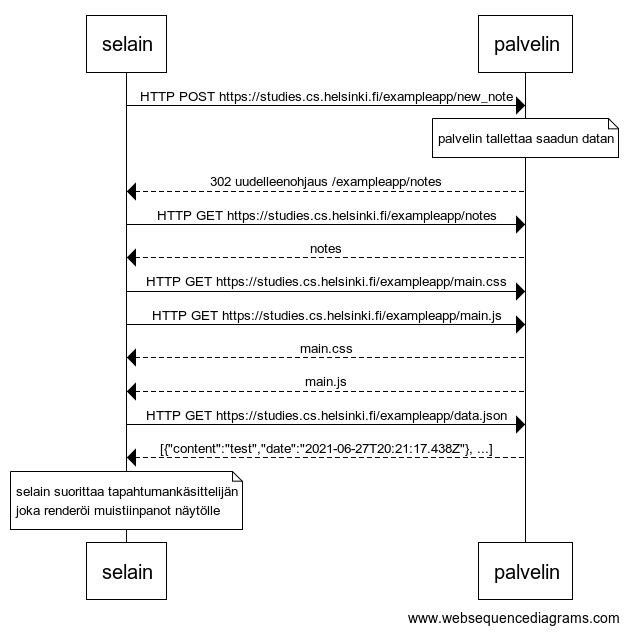 selain
palvelin
HTTP POST https://studies.cs.helsinki.fi/exampleapp/new_note
palvelin tallettaa saadun datan
302 uudelleenohjaus /exampleapp/notes
HTTP GET https://studies.cs.helsinki.fi/exampleapp/notes
notes
HTTP GET https://studies.cs.helsinki.fi/exampleapp/main.css
HTTP GET https://studies.cs.helsinki.fi/exampleapp/main.js
main.css
main.js
HTTP GET https://studies.cs.helsinki.fi/exampleapp/data.json
[{"content":"test","date":"2021-06-27T20:21:17.438Z"}, ...]
selain suorittaa tapahtumankäsittelijän
joka renderöi muistiinpanot näytölle
selain
palvelin
www.websequencediagrams.com